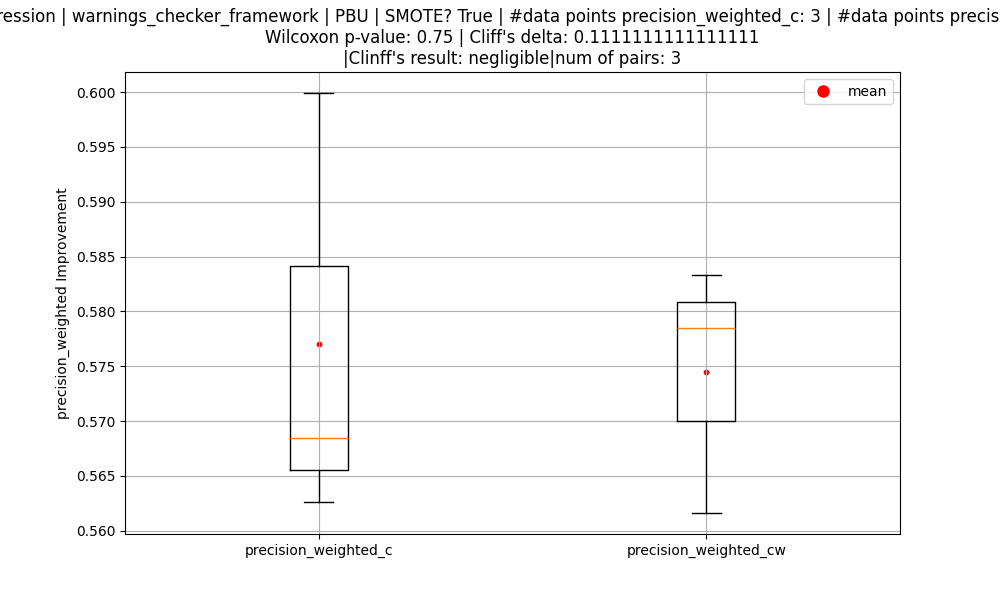 | warnings_checker_framework | PBU | SMOTE? True | #data points precision_weighted_c: 3 | #data points
Wilcoxon p-value: 0.75 | Cliff's delta: 0.1111111111111111
|Clinff's result: negligible|num of pairs: 3
mean
0.600
0.595
0.590
0.585
0.580
0.575
0.570
0.565
0.560
precision_weighted Improvement
precision_weighted_c
precision_weighted_cw